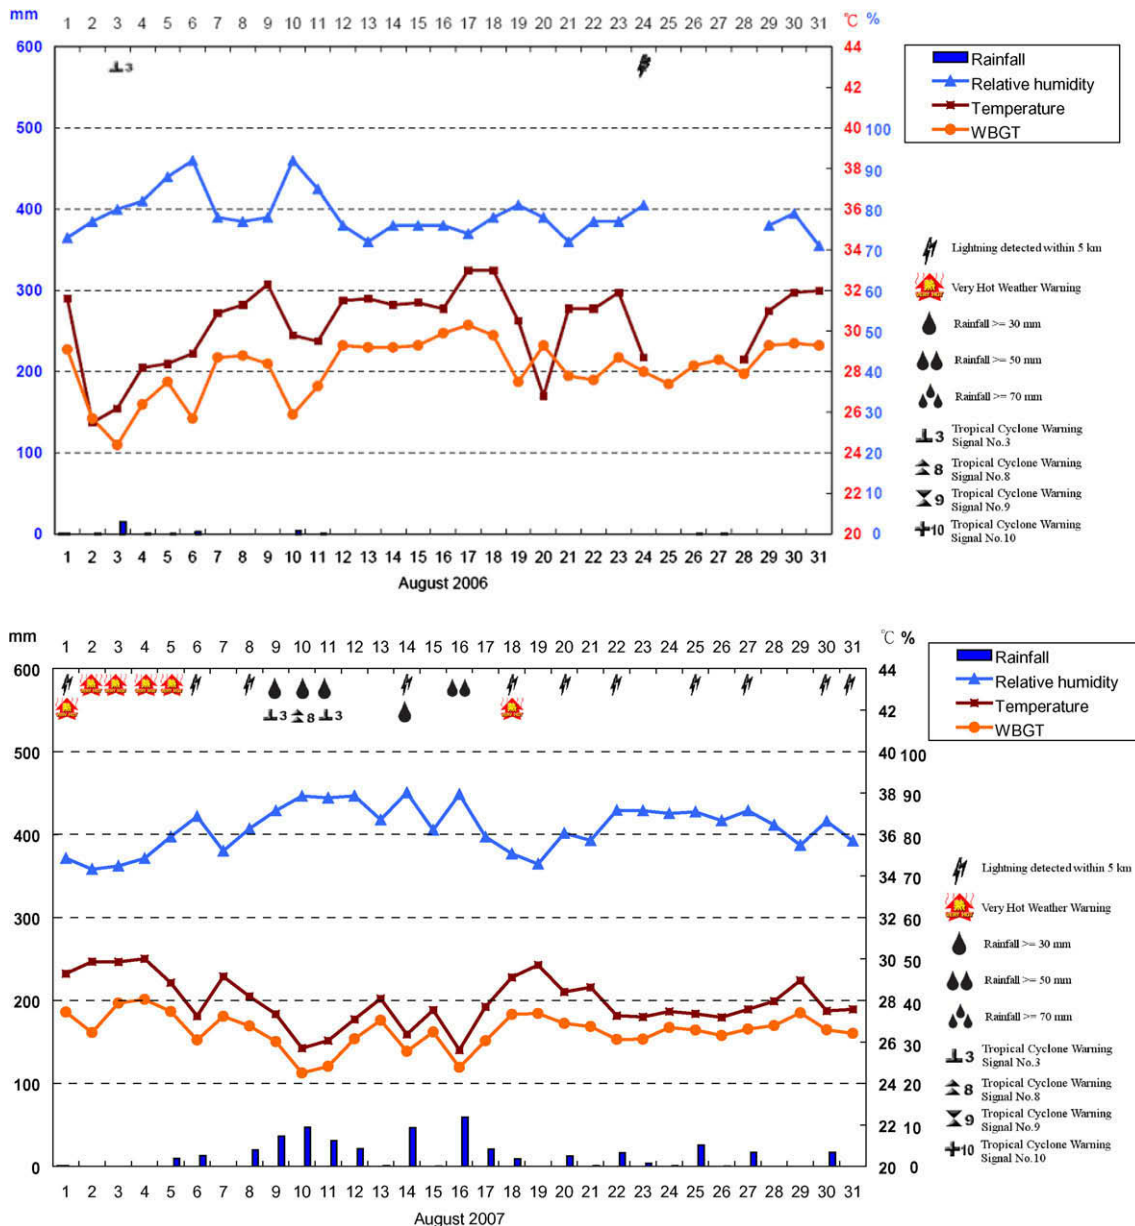 mm 1 2 3 4 5 6 7 8 9 10 11 12 13 14 15 16 17 18 19 20 21 22 23 24 25 26 27 28 29 30 31 ℃ %
600 44
3
Rainfall
42
Relative humidity
Temperature
500 40 100
WBGT
38 90
400 36 80
34 70
Lightning detected within 5 km
300 32 60
VERY HOT Very Hot Weather Warning
30 50
Rainfall >= 30 mm
200 28 40
Rainfall >= 50 mm
26 30
Rainfall >= 70 mm
100 24 20
3 Tropical Cyclone Warning
Signal No.3
22 10
8 Tropical Cyclone Warning
Signal No.8
9 Tropical Cyclone Warning
Signal No.9
0 20 0
10 Tropical Cyclone Warning
Signal No.10
1 2 3 4 5 6 7 8 9 10 11 12 13 14 15 16 17 18 19 20 21 22 23 24 25 26 27 28 29 30 31
August 2006
mm 1 2 3 4 5 6 7 8 9 10 11 12 13 14 15 16 17 18 19 20 21 22 23 24 25 26 27 28 29 30 31 ℃ %
600 44
Rainfall
Relative humidity
Temperature
WBGT
3 8 3 42
500 40 100
38 90
400 36 80
34 70
Lightning detected within 5 km
300 32 60
VERY HOT Very Hot Weather Warning
30 50
Rainfall >= 30 mm
200 28 40
Rainfall >= 50 mm
Rainfall >= 70 mm
26 30
3 Tropical Cyclone Warning
Signal No.3
100 24 20
8 Tropical Cyclone Warning
Signal No.8
22 10
9 Tropical Cyclone Warning
Signal No.9
10 Tropical Cyclone Warning
Signal No.10
0 20 0
1 2 3 4 5 6 7 8 9 10 11 12 13 14 15 16 17 18 19 20 21 22 23 24 25 26 27 28 29 30 31
August 2007